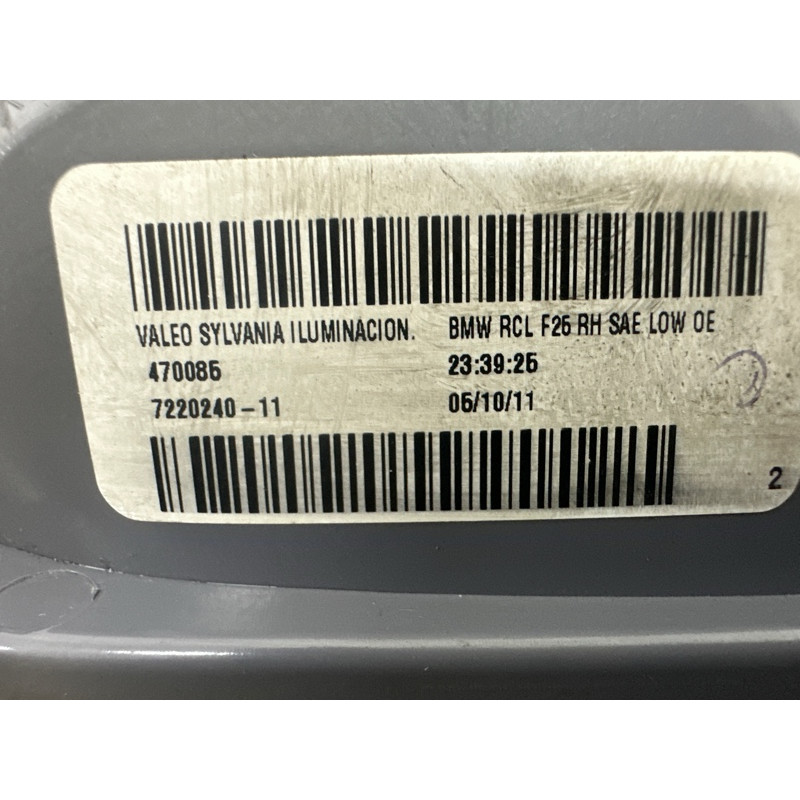 VALEO SYLVANIA ILUMINACION. BMW RCL F25 RH SAE LOW OE
470085 23:39:25
7220240-11 05/10/11
2